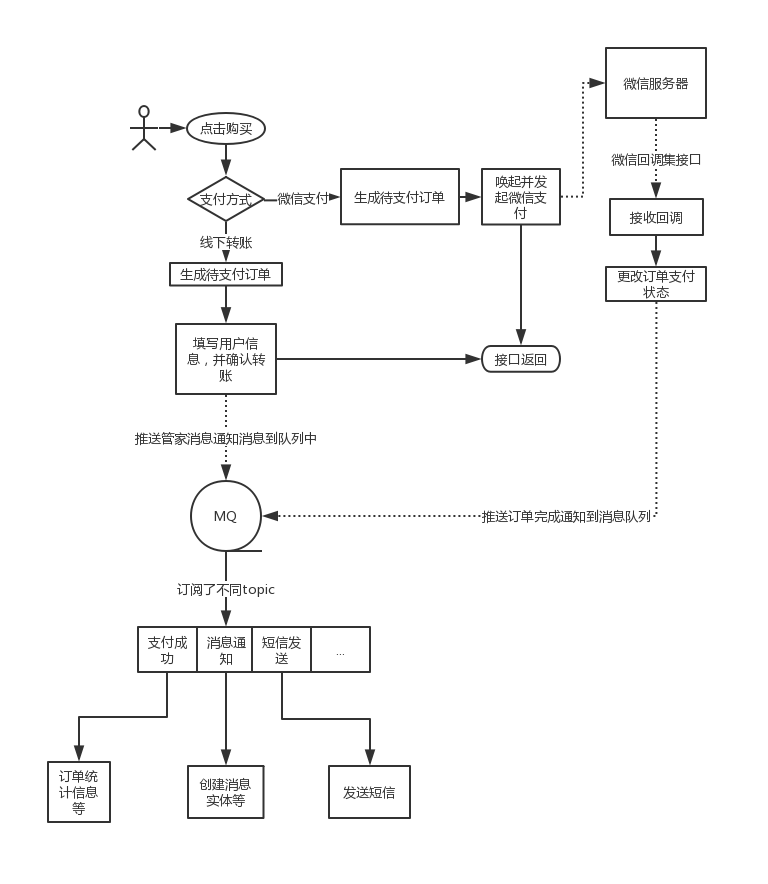 微信服务器
点击购买
微信回调集接口
唤起并发
起微信支
付
支付方式
微信支付
生成待支付订单
接收回调
线下转账
生成待支付订单
更改订单支付
状态
填写用户信
息，并确认转
账
接口返回
推送管家消息通知消息到队列中
MQ
推送订单完成通知到消息队列
订阅了不同topic
支付成
功
消息通
知
短信发
送
...
订单统
计信息
等
创建消息
实体等
发送短信